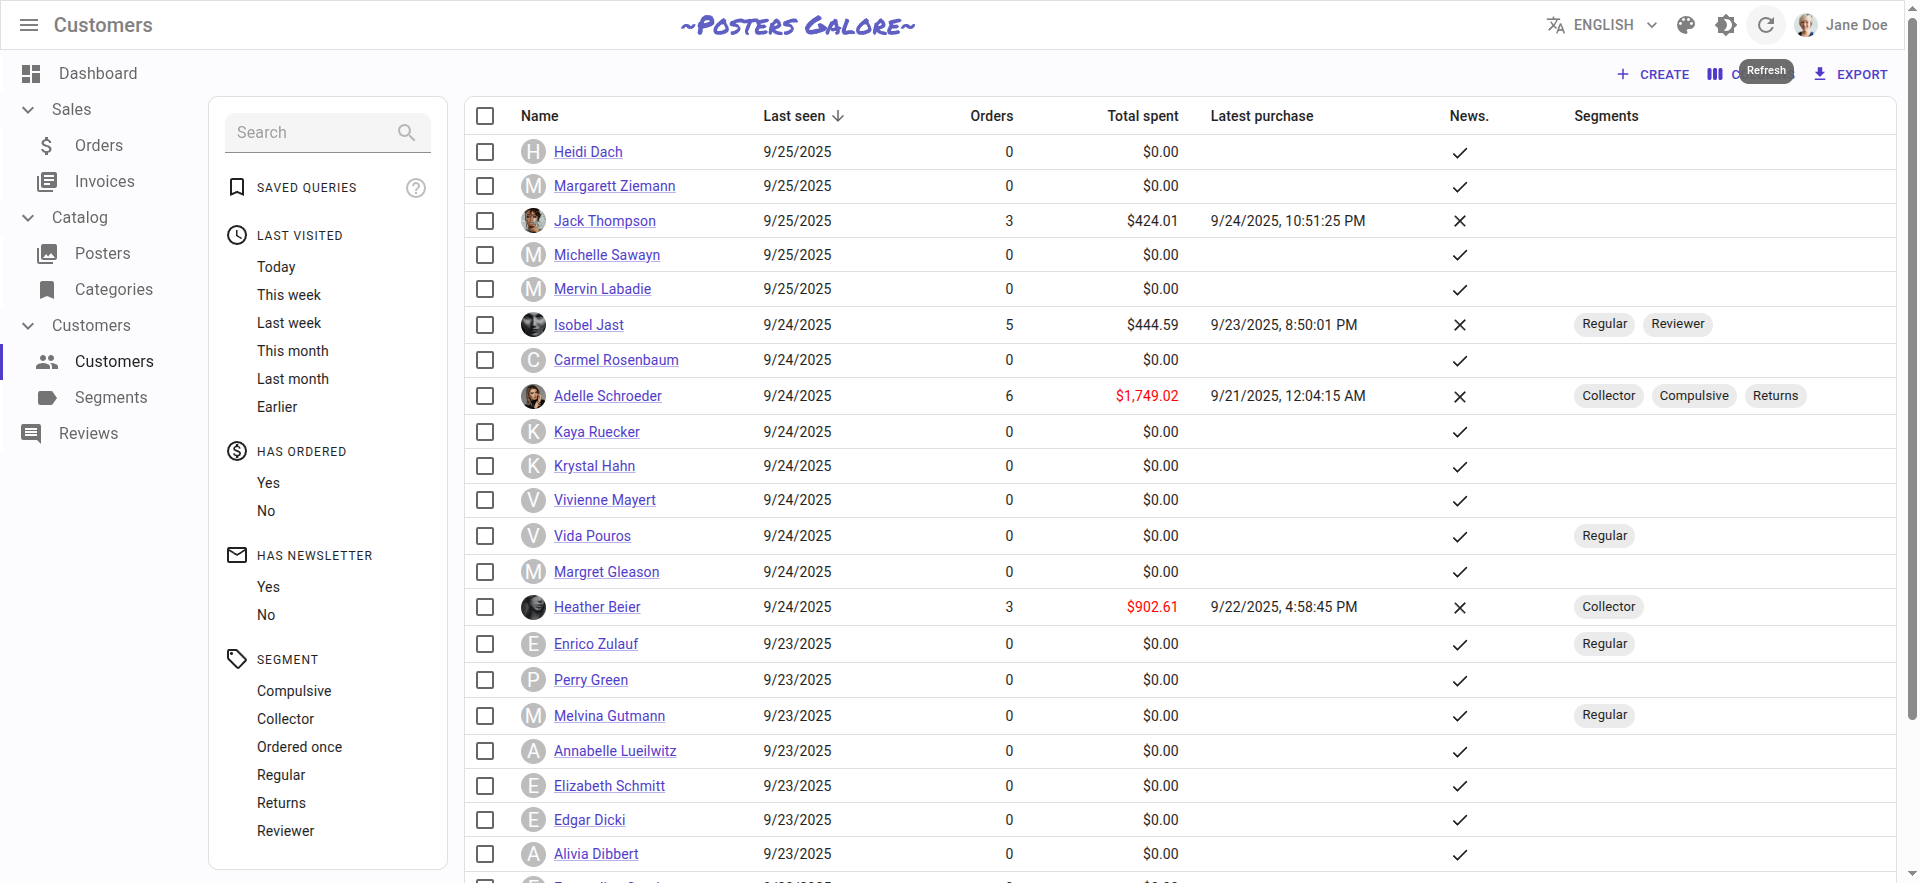 Customers
~Posters Galore~
ENGLISH
Jane Doe
Refresh
CREATE
EXPORT
Dashboard
Sales
Orders
Invoices
Catalog
Posters
Categories
Customers
Customers
Segments
Reviews
Search
SAVED QUERIES
LAST VISITED
Today
This week
Last week
This month
Last month
Earlier
HAS ORDERED
Yes
No
HAS NEWSLETTER
Yes
No
SEGMENT
Compulsive
Collector
Ordered once
Regular
Returns
Reviewer
Name Last seen Orders Total spent Latest purchase News. Segments
H Heidi Dach 9/25/2025 0 $0.00
M Margarett Ziemann 9/25/2025 0 $0.00
Jack Thompson 9/25/2025 3 $424.01 9/24/2025, 10:51:25 PM
M Michelle Sawayn 9/25/2025 0 $0.00
M Mervin Labadie 9/25/2025 0 $0.00
Isobel Jast 9/24/2025 5 $444.59 9/23/2025, 8:50:01 PM Regular Reviewer
C Carmel Rosenbaum 9/24/2025 0 $0.00
Adelle Schroeder 9/24/2025 6 $1,749.02 9/21/2025, 12:04:15 AM Collector Compulsive Returns
K Kaya Ruecker 9/24/2025 0 $0.00
K Krystal Hahn 9/24/2025 0 $0.00
V Vivienne Mayert 9/24/2025 0 $0.00
V Vida Pouros 9/24/2025 0 $0.00 Regular
M Margret Gleason 9/24/2025 0 $0.00
Heather Beier 9/24/2025 3 $902.61 9/22/2025, 4:58:45 PM Collector
E Enrico Zulauf 9/23/2025 0 $0.00 Regular
P Perry Green 9/23/2025 0 $0.00
M Melvina Gutmann 9/23/2025 0 $0.00 Regular
A Annabelle Lueilwitz 9/23/2025 0 $0.00
E Elizabeth Schmitt 9/23/2025 0 $0.00
E Edgar Dicki 9/23/2025 0 $0.00
A Alivia Dibbert 9/23/2025 0 $0.00